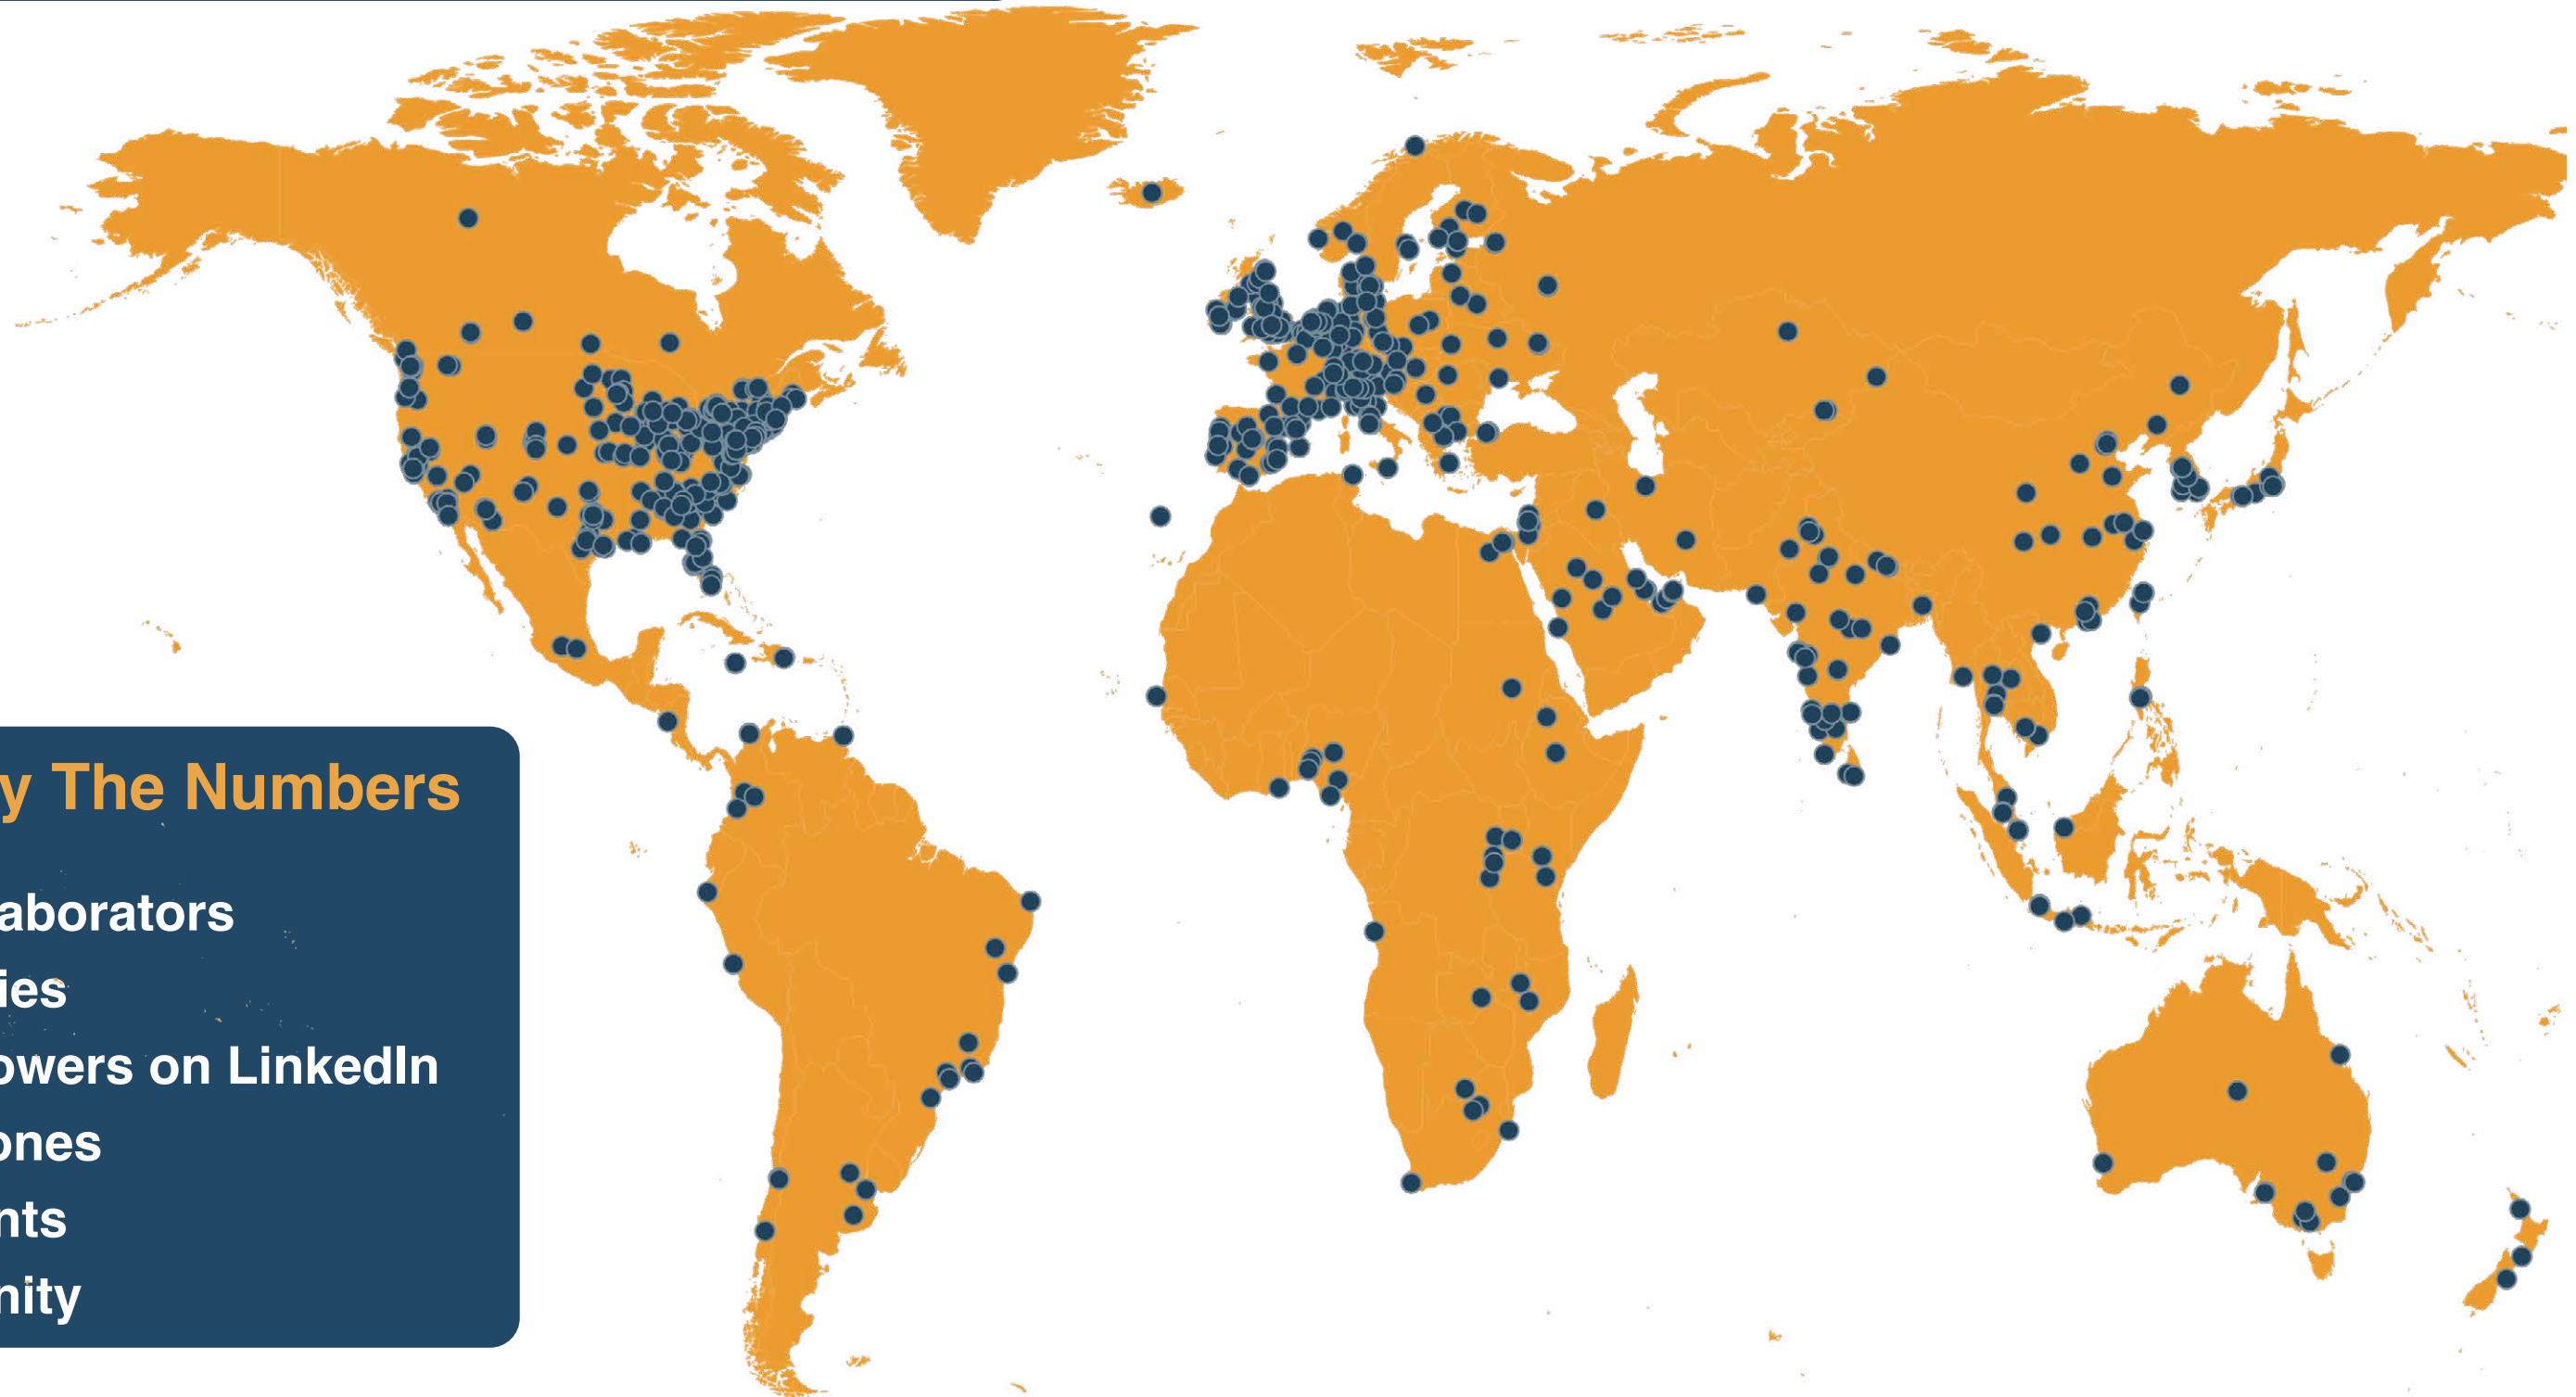 y The Numbers
aborators
ies
owers on LinkedIn
ones
nts
nity